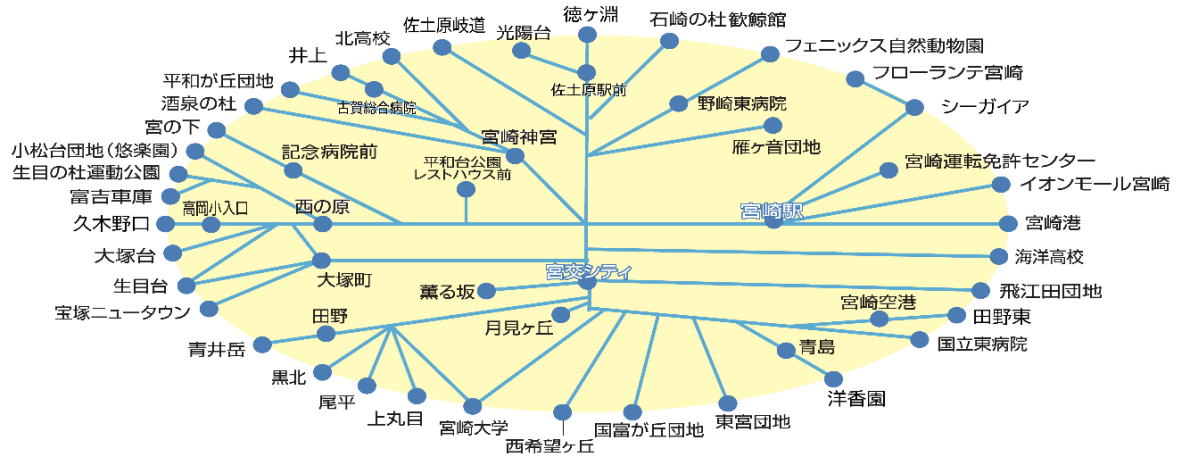 徳ヶ淵
石崎の杜歓鯨館
佐土原岐道
光陽台
北高校
フェニックス自然動物園
井上
フローランテ宮崎
平和が丘団地
古賀総合病院
佐土原駅前
野崎東病院
シーガイア
酒泉の杜
宮の下
宮崎神宮
雁ヶ音団地
小松台団地(悠楽園)
記念病院前
平和台公園
レストハウス前
宮崎運転免許センター
生目の杜運動公園
イオンモール宮崎
富吉車庫
高岡小入口
西の原
宮崎駅
久木野口
宮崎港
大塚台
海洋高校
宮交シティ
生目台
大塚町
薫る坂
飛江田団地
宝塚ニュータウン
田野
月見ヶ丘
宮崎空港
田野東
青井岳
青島
国立東病院
黒北
尾平
上丸目
宮崎大学
西希望ヶ丘
国富が丘団地
東宮団地
洋香園